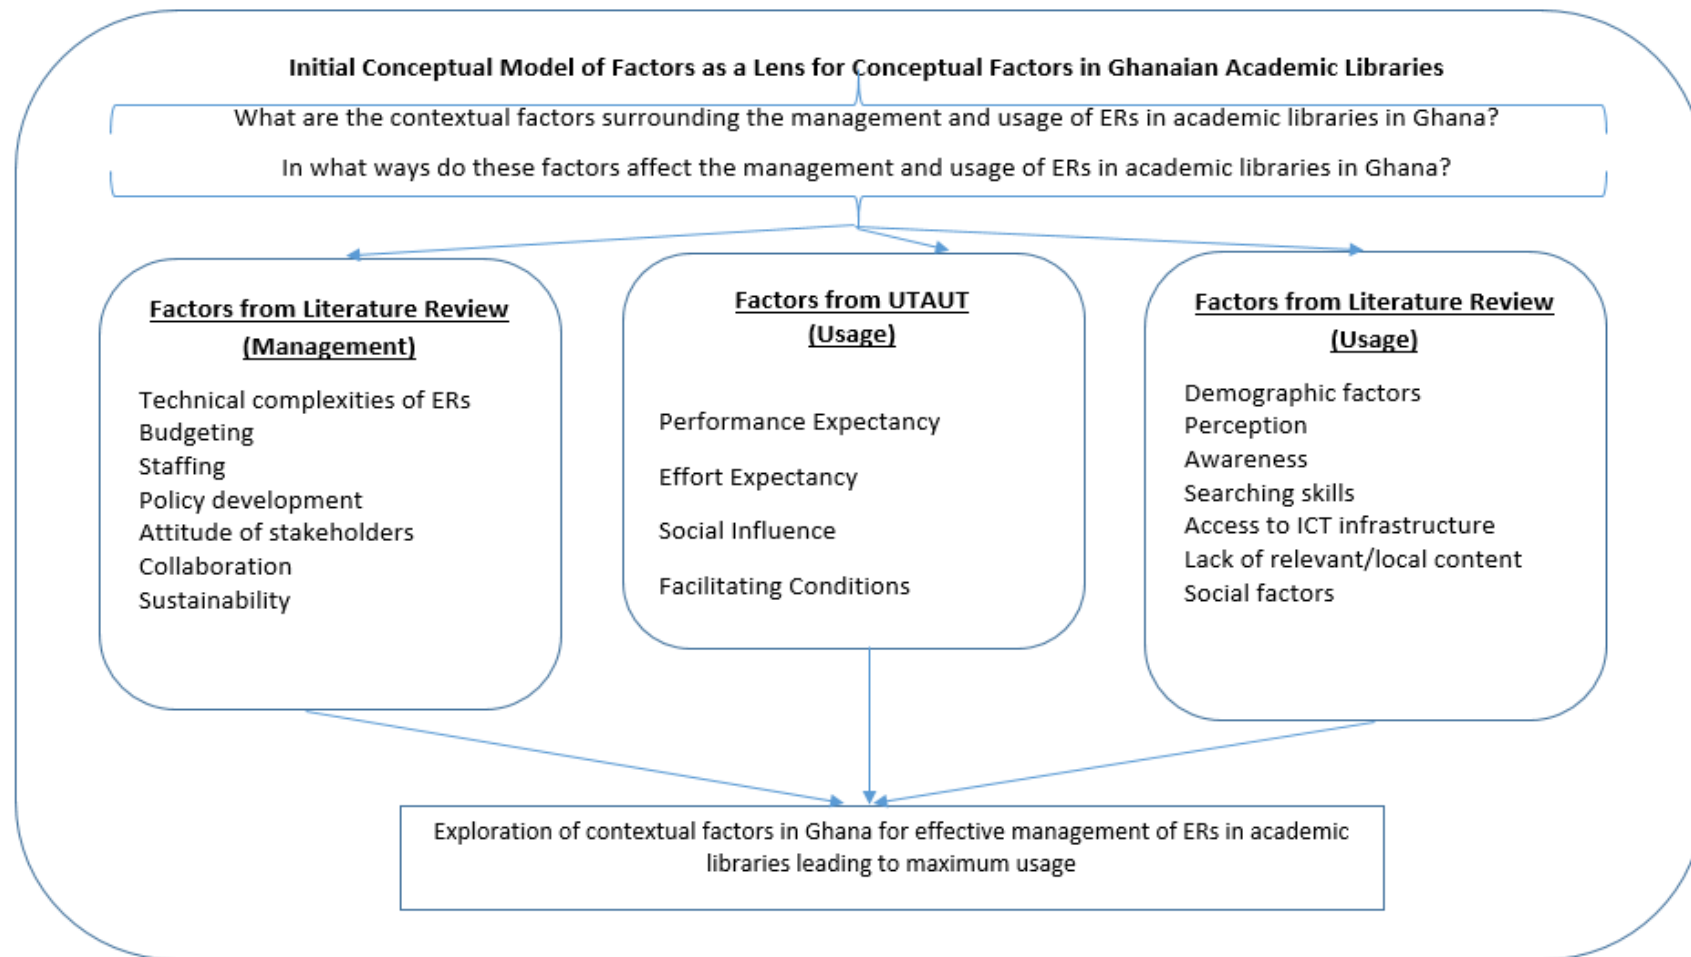 Initial Conceptual Model of Factors as a Lens for Conceptual Factors in Ghanaian Academic Libraries
What are the contextual factors surrounding the management and usage of ERs in academic libraries in Ghana?
In what ways do these factors affect the management and usage of ERs in academic libraries in Ghana?
Factors from Literature Review
(Management)
Technical complexities of ERs
Budgeting
Staffing
Policy development
Attitude of stakeholders
Collaboration
Sustainability
Factors from UTAUT
(Usage)
Performance Expectancy
Effort Expectancy
Social Influence
Facilitating Conditions
Factors from Literature Review
(Usage)
Demographic factors
Perception
Awareness
Searching skills
Access to ICT infrastructure
Lack of relevant/local content
Social factors
Exploration of contextual factors in Ghana for effective management of ERs in academic
libraries leading to maximum usage